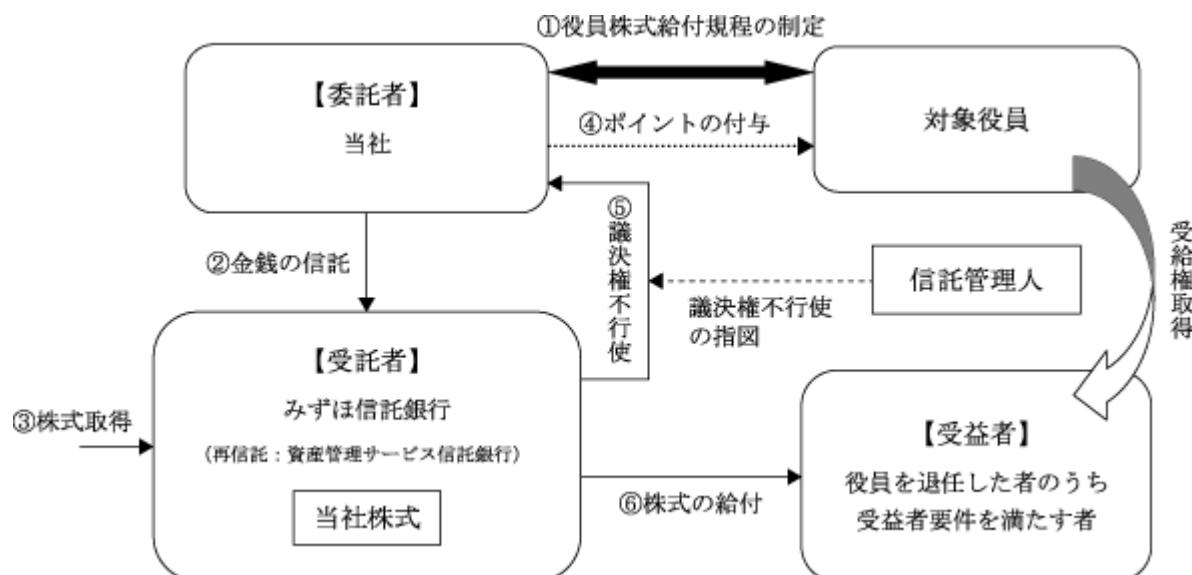 ①役員株式給付規程の制定
【委託者】
当社
対象役員
④ポイントの付与
②金銭の信託
⑤議決権不行使
議決権不行使
の指図
信託管理人
受給権取得
【受託者】
みずほ信託銀行
(再信託:資産管理サービス信託銀行)
当社株式
③株式取得
⑥株式の給付
【受益者】
役員を退任した者のうち
受益者要件を満たす者